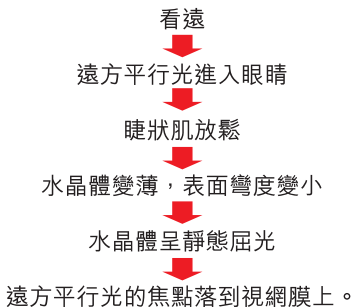 看遠
遠方平行光進入眼睛
睫狀肌放鬆
水晶體變薄，表面彎度變小
水晶體呈靜態屈光
遠方平行光的焦點落到視網膜上。